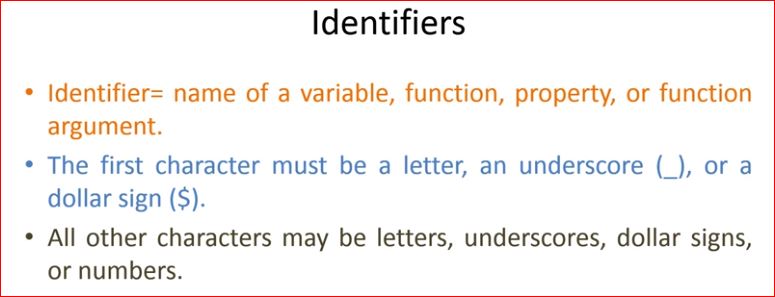 Identifiers
• Identifier= name of a variable, function, property, or function
argument.
• The first character must be a letter, an underscore (_), or a
dollar sign ($).
• All other characters may be letters, underscores, dollar signs,
or numbers.